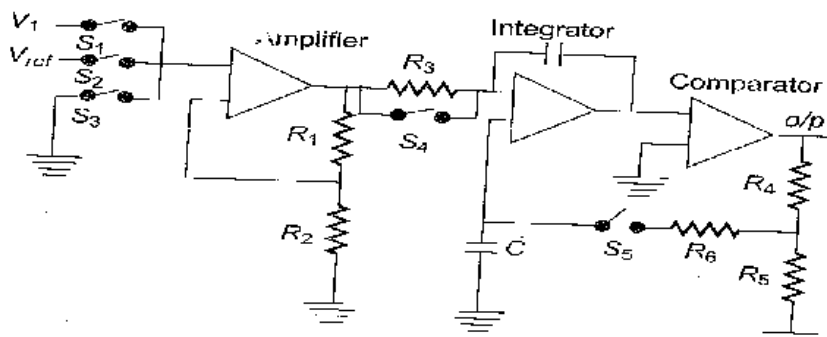 Integrator
Amplifier
V1
S1
Vref
S2
S3
R3
S4
Comparator
o/p
R1
R2
C
S5
R6
R4
R5